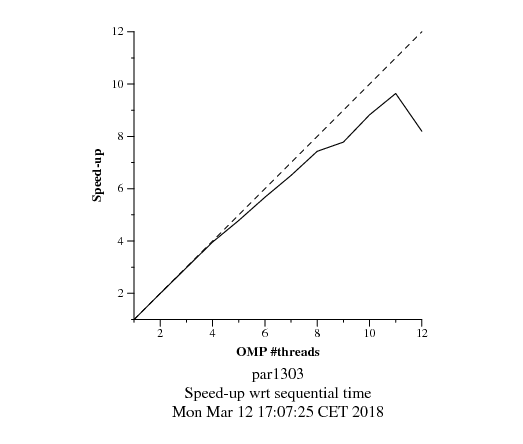 12
10
8
6
4
2
Speed-up
2 4 6 8 10 12
OMP #threads
par1303
Speed-up wrt sequential time
Mon Mar 12 17:07:25 CET 2018